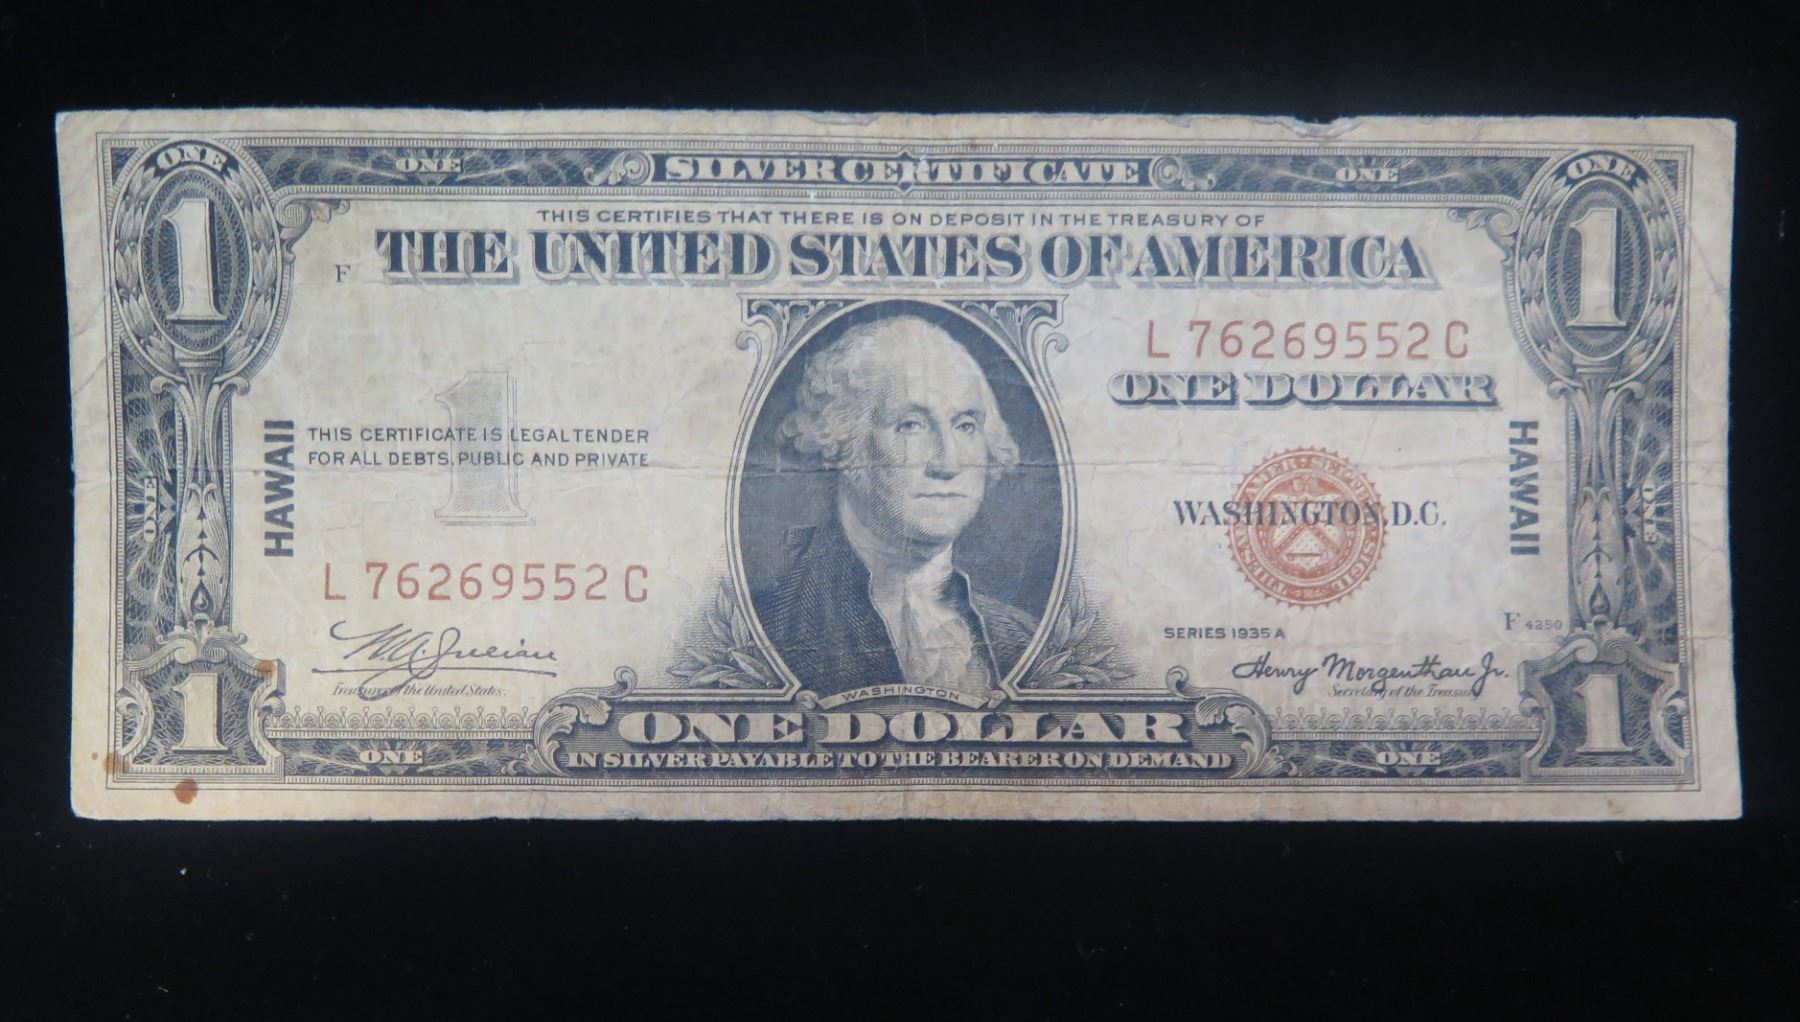 ONE ONE SILVER CERTIFICATE ONE ONE
1 1
THIS CERTIFIES THAT THERE IS ON DEPOSIT IN THE TREASURY OF
F THE UNITED STATES OF AMERICA
L 76269552 C
ONE DOLLAR
1
THIS CERTIFICATE IS LEGAL TENDER
FOR ALL DEBTS, PUBLIC AND PRIVATE
HAWAII
HAWAII
ONE
ONE
WASHINGTON, D.C.
L 76269552 C
W.A. Julian
Treasurer of the United States.
SERIES 1935 A
F 4250
Henry Morgenthau Jr.
Secretary of the Treasury
WASHINGTON
1 ONE DOLLAR 1
ONE IN SILVER PAYABLE TO THE BEARER ON DEMAND ONE